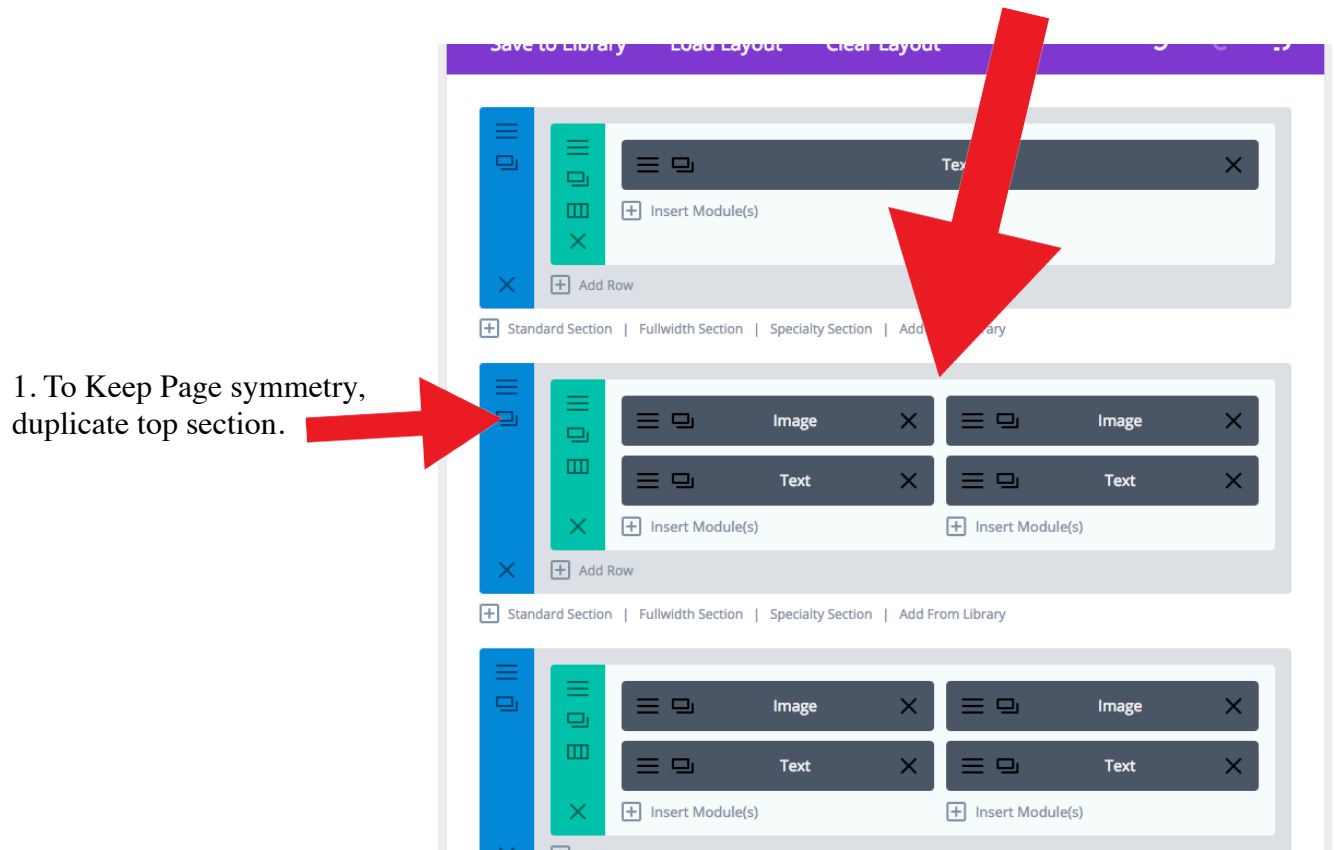 Save to Library Load Layout Clear Layout
Text
Insert Module(s)
Add Row
Standard Section | Fullwidth Section | Specialty Section | Add
1. To Keep Page symmetry,
duplicate top section.
Image Image
Text Text
Insert Module(s) Insert Module(s)
Add Row
Standard Section | Fullwidth Section | Specialty Section | Add From Library
Image Image
Text Text
Insert Module(s) Insert Module(s)